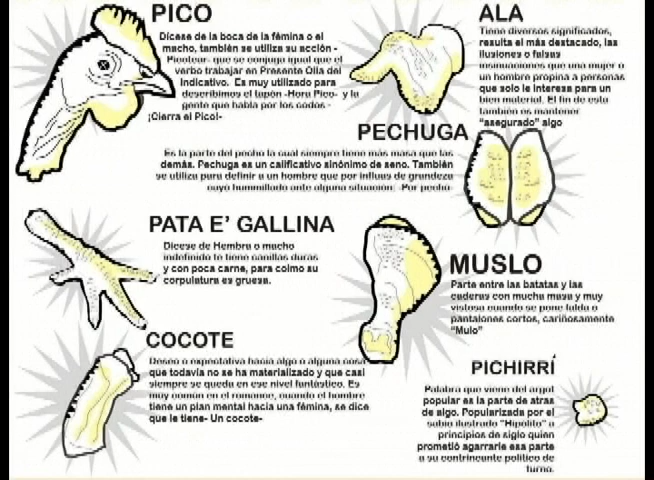 PICO
Dícese de la boca de la fémina o el
macho, también se utiliza su acción -
Picotear- que se conjuga igual que el
verbo trabajar en Presente Olla del
Indicativo. Es muy utilizado para
describirnos el tapón -Hora Pico- y la
gente que habla por los codos -
¡Cierra el Pico!-
ALA
Tiene diversos significados,
resulta el más destacado, las
ilusiones o falsas
insinuaciones que una mujer o
un hombre propina a personas
que solo le interesa para un
bien material. El fin de esta
también es mantener
"asegurado" algo
PECHUGA
Es la parte del pecho la cual siempre tiene más masa que las
demás. Pechuga es un calificativo sinónimo de seno. También
se utiliza para definir a un hombre que por influas de grandeza
cayó hummillado ante alguna situación: -Por pecho-
PATA E' GALLINA
Dícese de Hembra o macho
indefinido te tiene canillas duras
y con poca carne, para colmo su
corpulatura es gruesa.
MUSLO
Parte entre las batatas y las
caderas con mucha masa y muy
vistosa cuando se pone falda o
pantalones cortos, cariñosamente
"Mulo"
COCOTE
Deseo o expectativa hacia algo o alguna cosa
que todavía no se ha materializado y que casi
siempre se queda en ese nivel fantástico. Es
muy común en el romance, cuando el hombre
tiene un plan mental hacia una fémina, se dice
que le tiene- Un cocote-
PICHIRRÍ
Palabra que viene del argot
popular es la parte de atras
de algo. Popularizada por el
sabio ilustrado "Hipólito" a
principios de siglo quien
prometió agarrarle esa parte
a su contrincante político de
turno.